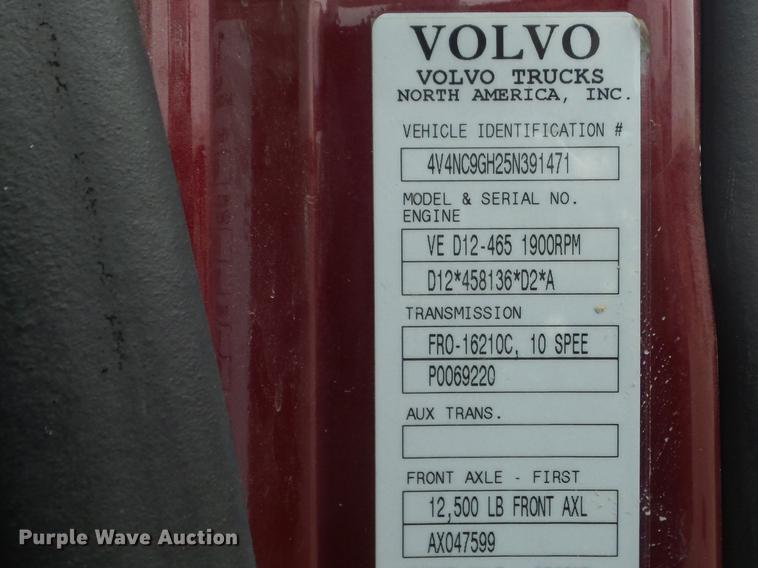 VOLVO
VOLVO TRUCKS
NORTH AMERICA, INC.
VEHICLE IDENTIFICATION #
4V4NC9GH25N391471
MODEL & SERIAL NO.
ENGINE
VE D12-465 1900RPM
D12*458136*D2*A
TRANSMISSION
FRO-16210C, 10 SPEE
P0069220
AUX TRANS.
FRONT AXLE - FIRST
12,500 LB FRONT AXL
AX047599
Purple Wave Auction